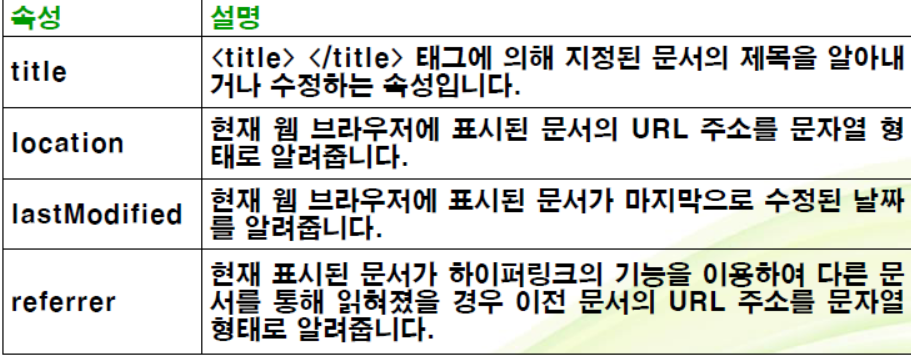 속성 설명
title <title> </title> 태그에 의해 지정된 문서의 제목을 알아내
거나 수정하는 속성입니다.
location 현재 웹 브라우저에 표시된 문서의 URL 주소를 문자열 형
태로 알려줍니다.
lastModified 현재 웹 브라우저에 표시된 문서가 마지막으로 수정된 날짜
를 알려줍니다.
referrer 현재 표시된 문서가 하이퍼링크의 기능을 이용하여 다른 문
서를 통해 읽혀졌을 경우 이전 문서의 URL 주소를 문자열
형태로 알려줍니다.